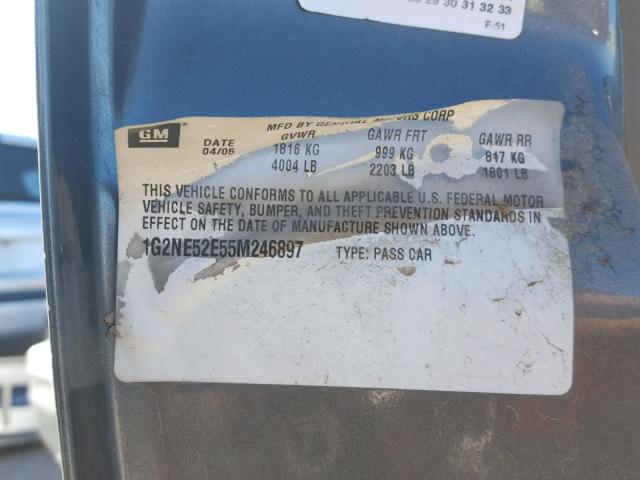 29 30 31 32 33
F-51
MFD BY GENERAL MOTORS CORP
GM DATE GVWR GAWR FRT GAWR RR
04/05 1816 KG 999 KG 817 KG
4004 LB 2203 LB 1801 LB
THIS VEHICLE CONFORMS TO ALL APPLICABLE U.S. FEDERAL MOTOR
VEHICLE SAFETY, BUMPER, AND THEFT PREVENTION STANDARDS IN
EFFECT ON THE DATE OF MANUFACTURE SHOWN ABOVE.
1G2NE52E55M246897 TYPE: PASS CAR